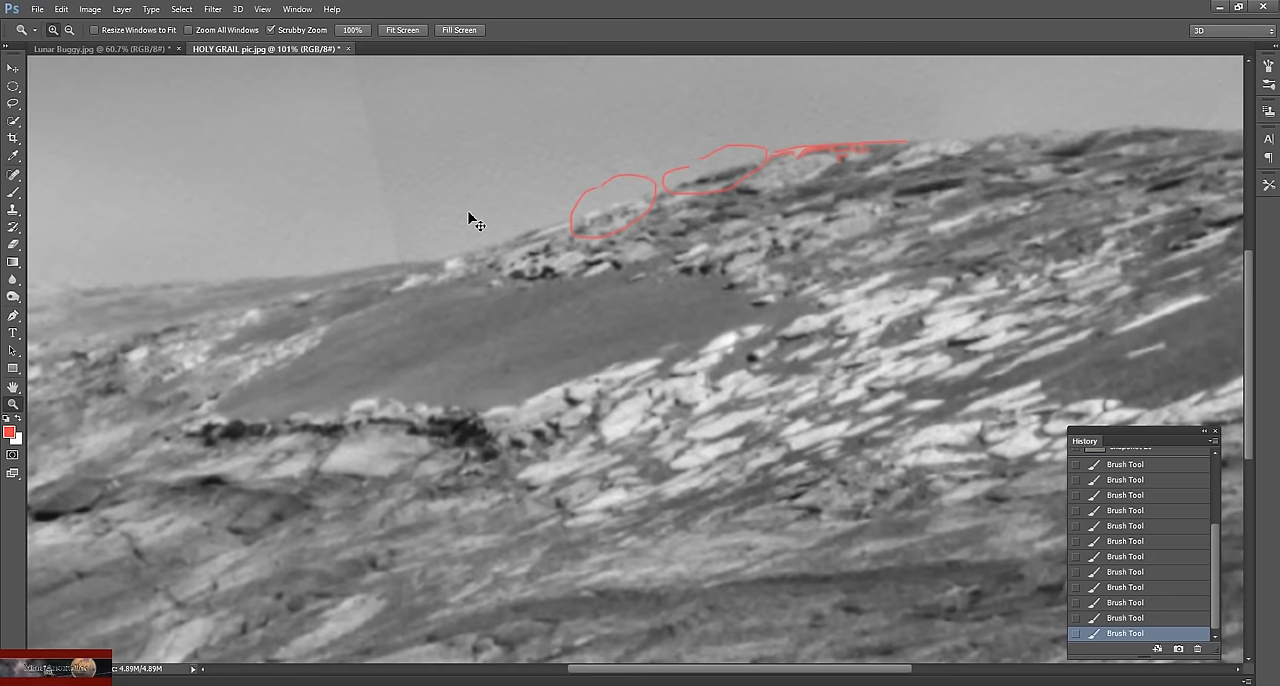 Ps File Edit Image Layer Type Select Filter 3D View Window Help
Resize Windows to Fit Zoom All Windows Scrubby Zoom 100% Fit Screen Fill Screen 3D
Lunar Buggy.jpg @ 60.7% (RGB/8#) * × HOLY GRAIL pic.jpg @ 101% (RGB/8#) * ×
History
Brush Tool
Brush Tool
Brush Tool
Brush Tool
Brush Tool
Brush Tool
Brush Tool
Brush Tool
Brush Tool
Brush Tool
Brush Tool
Brush Tool
c: 4.89M/4.89M